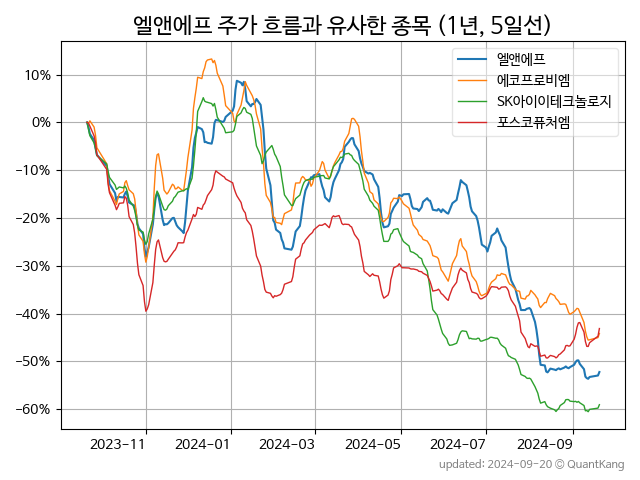 엘앤에프 주가 흐름과 유사한 종목 (1년, 5일선)
엘앤에프
에코프로비엠
SK아이이테크놀로지
포스코퓨처엠
10%
0%
−10%
−20%
−30%
−40%
−50%
−60%
2023-11
2024-01
2024-03
2024-05
2024-07
2024-09
updated: 2024-09-20 © QuantKang